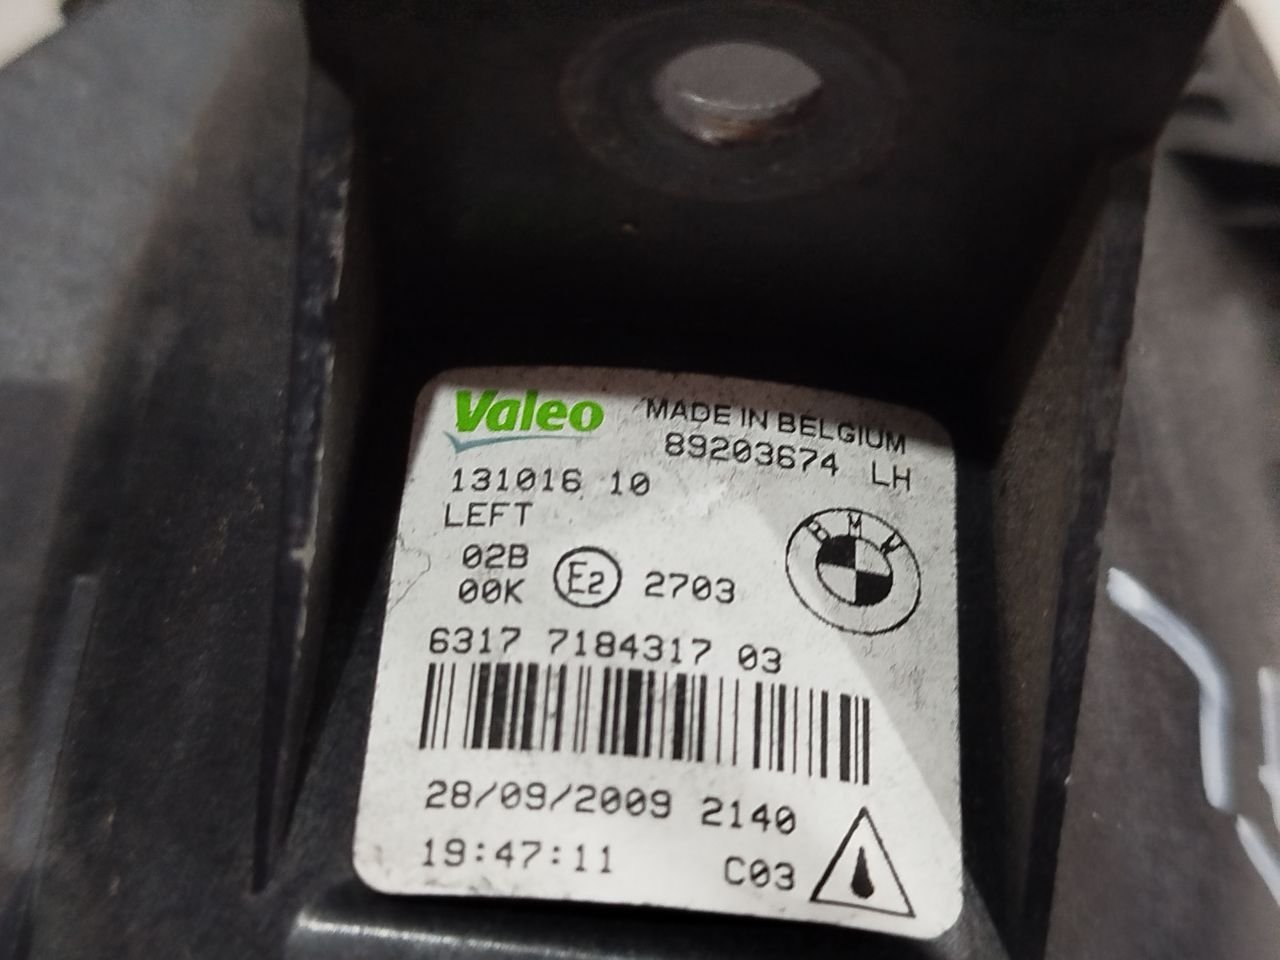 Valeo MADE IN BELGIUM
89203674 LH
131016 10
LEFT
BMW
02B
00K E2 2703
6317 7184317 03
28/09/2009 2140
19:47:11 C03